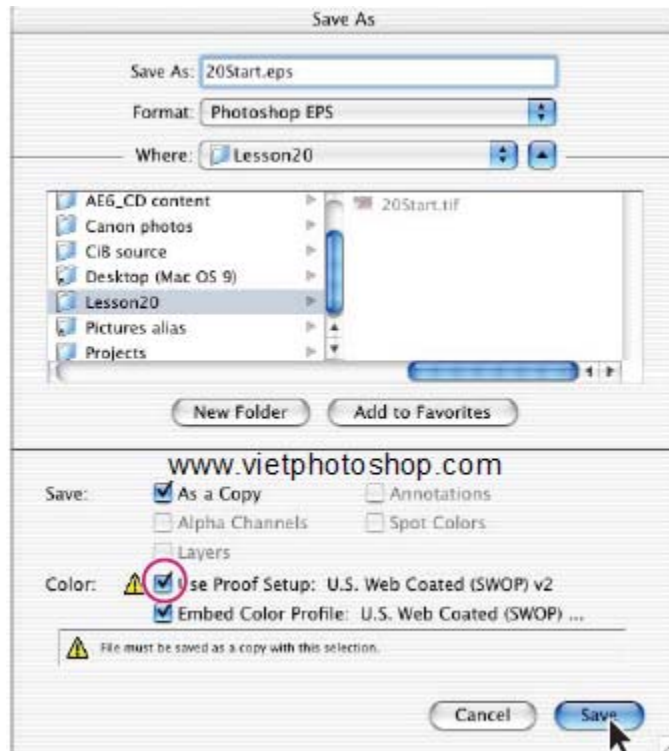 Save As
Save As: 20Start.eps
Format: Photoshop EPS
Where: Lesson20
AE6_CD content
20Start.tif
Canon photos
CiB source
Desktop (Mac OS 9)
Lesson20
Pictures alias
Projects
New Folder
Add to Favorites
www.vietphotoshop.com
Save: As a Copy
Annotations
Alpha Channels
Spot Colors
Layers
Color: Use Proof Setup: U.S. Web Coated (SWOP) v2
Embed Color Profile: U.S. Web Coated (SWOP) ...
File must be saved as a copy with this selection.
Cancel
Save